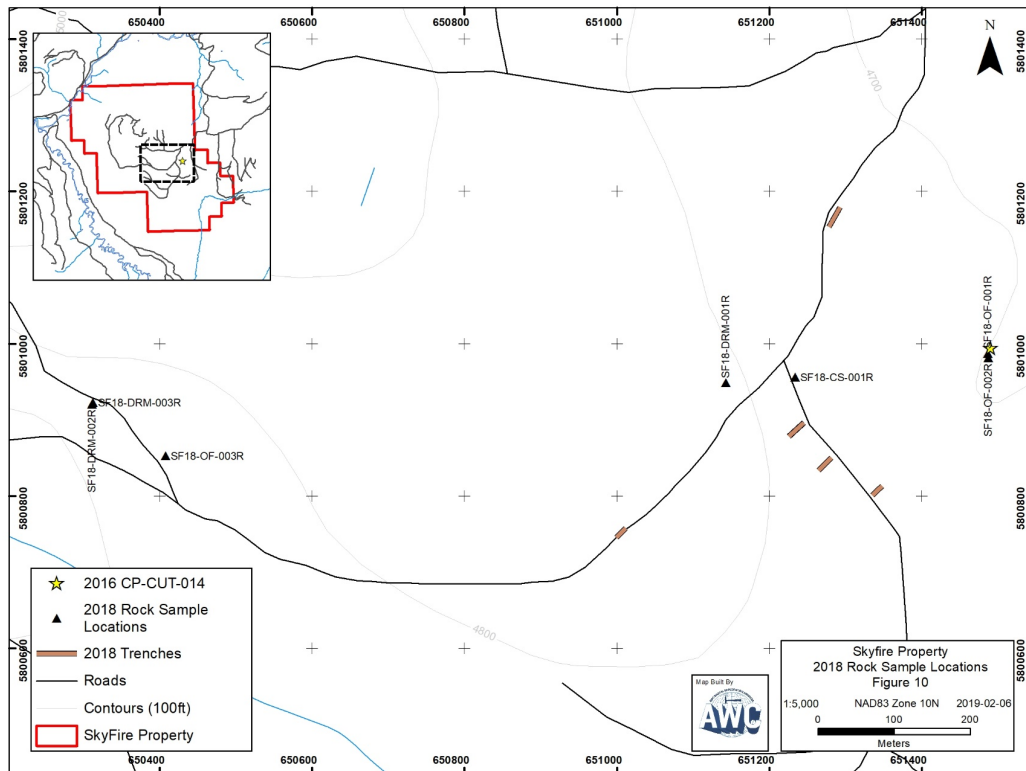 650400
650600
650800
651000
651200
651400
5801400
5801400
5000
4700
N
5801200
5801200
5801000
5801000
SF18-DRM-001R
SF18-OF-001R
SF18-OF-002R
SF18-CS-001R
SF18-DRM-003R
SF18-DRM-002R
SF18-OF-003R
5800800
5800800
4800
5800600
5800600
2016 CP-CUT-014
2018 Rock Sample
Locations
2018 Trenches
Roads
Contours (100ft)
SkyFire Property
Map Built By
AWC
Skyfire Property
2018 Rock Sample Locations
Figure 10
1:5,000 NAD83 Zone 10N 2019-02-06
0 100 200
Meters
650400
650600
650800
651000
651200
651400